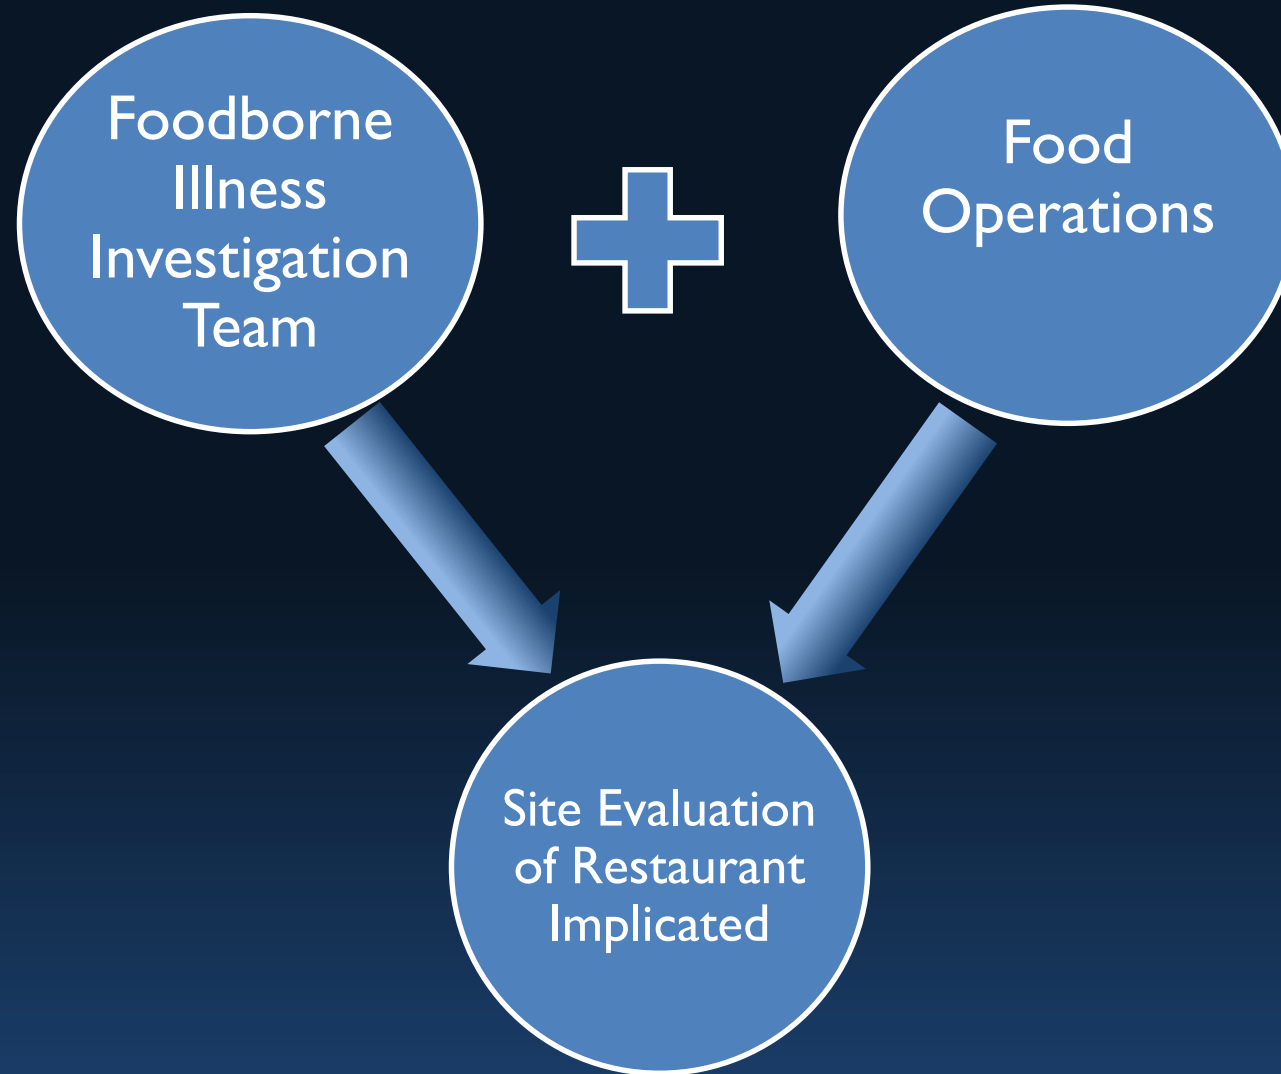 Foodborne
Illness
Investigation
Team
Food
Operations
Site Evaluation
of Restaurant
Implicated